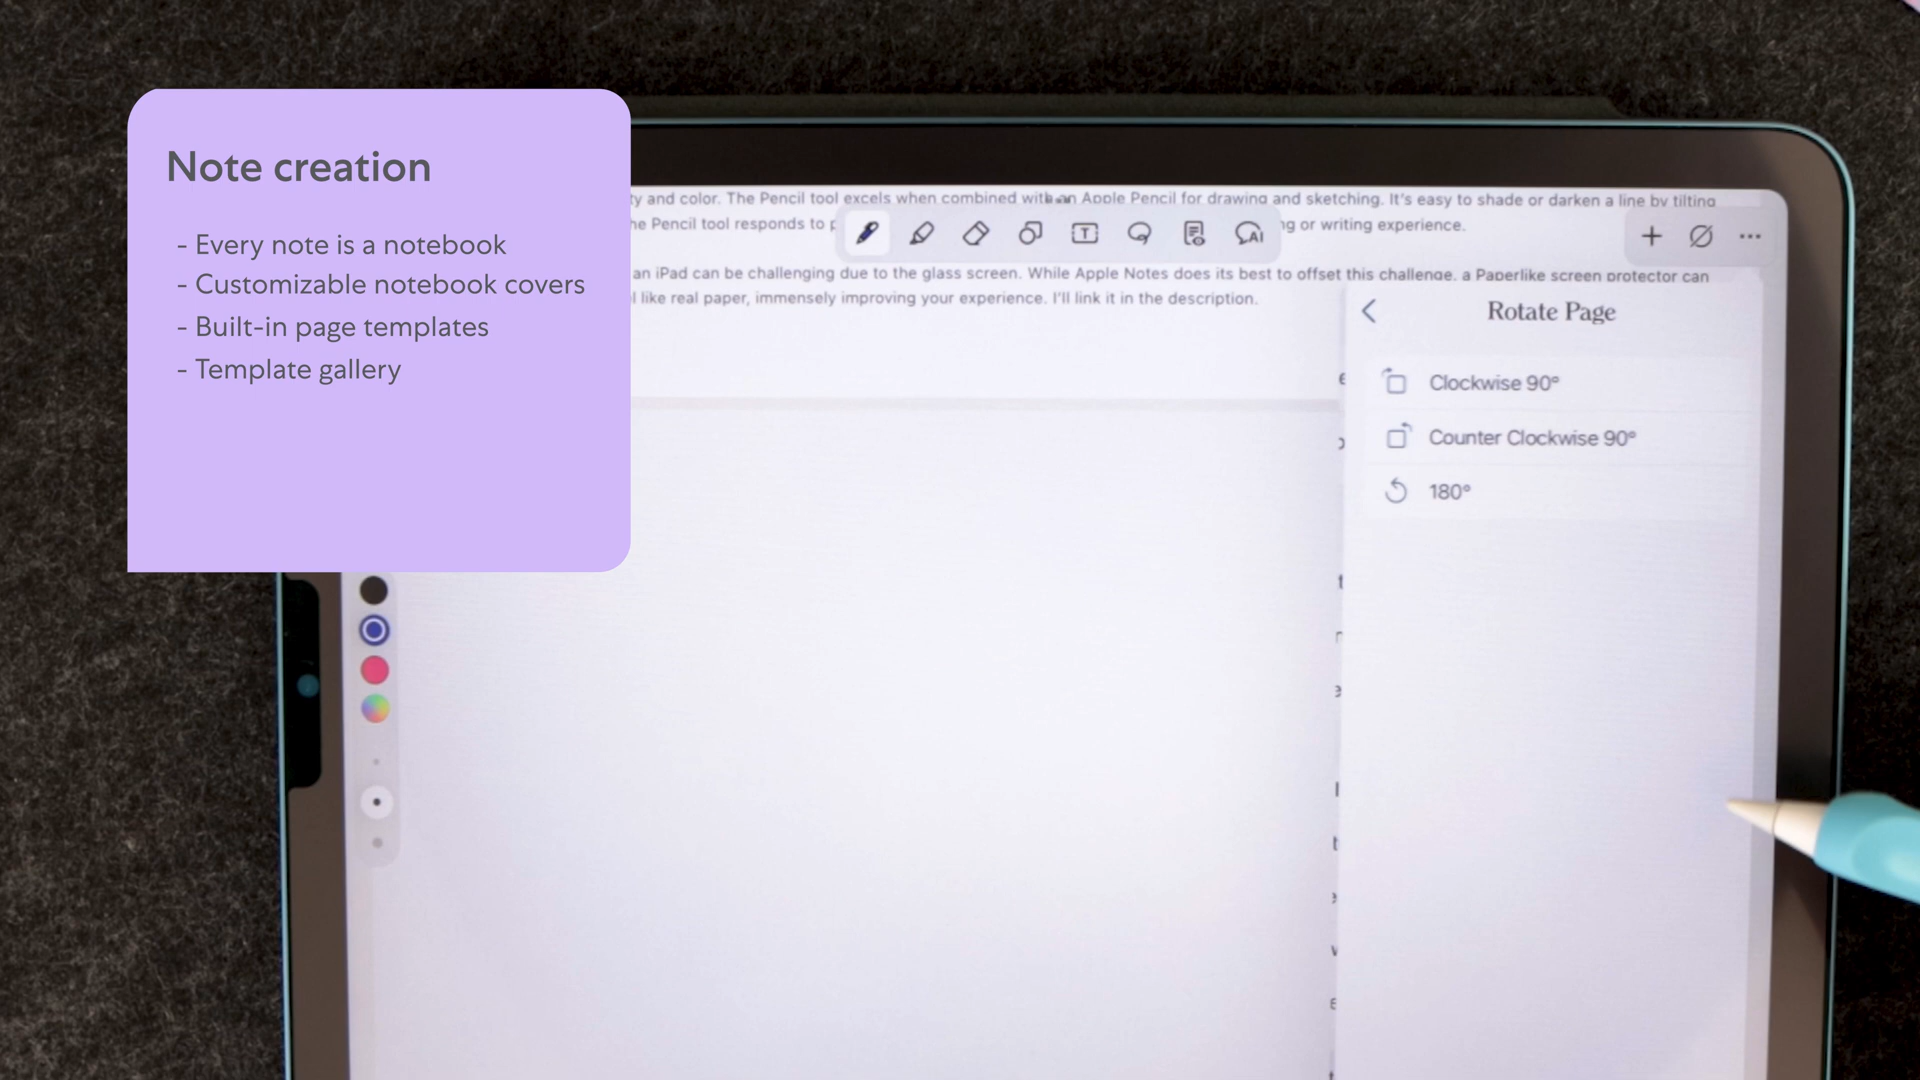 Note creation
- Every note is a notebook
- Customizable notebook covers
- Built-in page templates
- Template gallery
ty and color. The Pencil tool excels when combined with an Apple Pencil for drawing and sketching. It's easy to shade or darken a line by tilting
he Pencil tool responds to p
ng or writing experience.
T
AI
an iPad can be challenging due to the glass screen. While Apple Notes does its best to offset this challenge, a Paperlike screen protector can
l like real paper, immensely improving your experience. I'll link it in the description.
Rotate Page
Clockwise 90°
Counter Clockwise 90°
180°